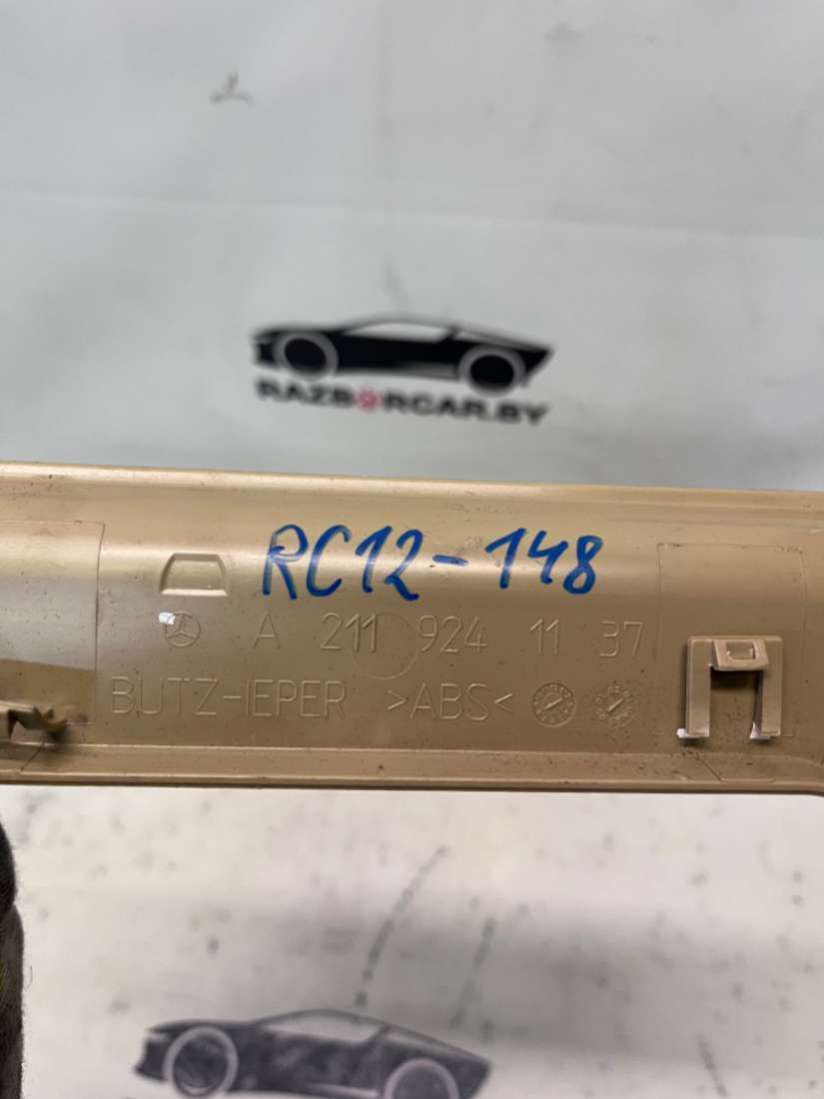 RAZBORCAR.BY
RC12-148
A 211 924 11 37
BUTZ-IEPER >ABS<